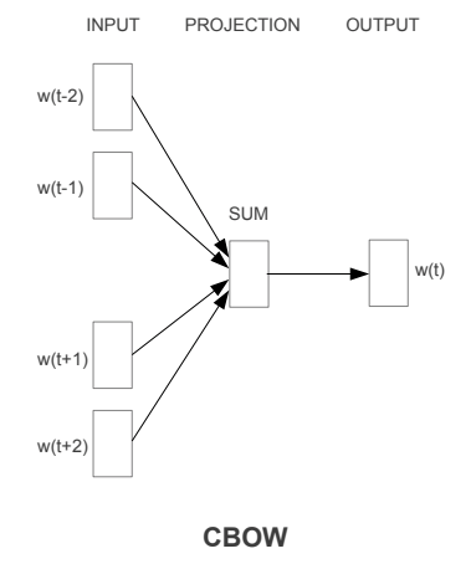 INPUT PROJECTION OUTPUT
w(t-2)
w(t-1)
SUM
w(t)
w(t+1)
w(t+2)
CBOW